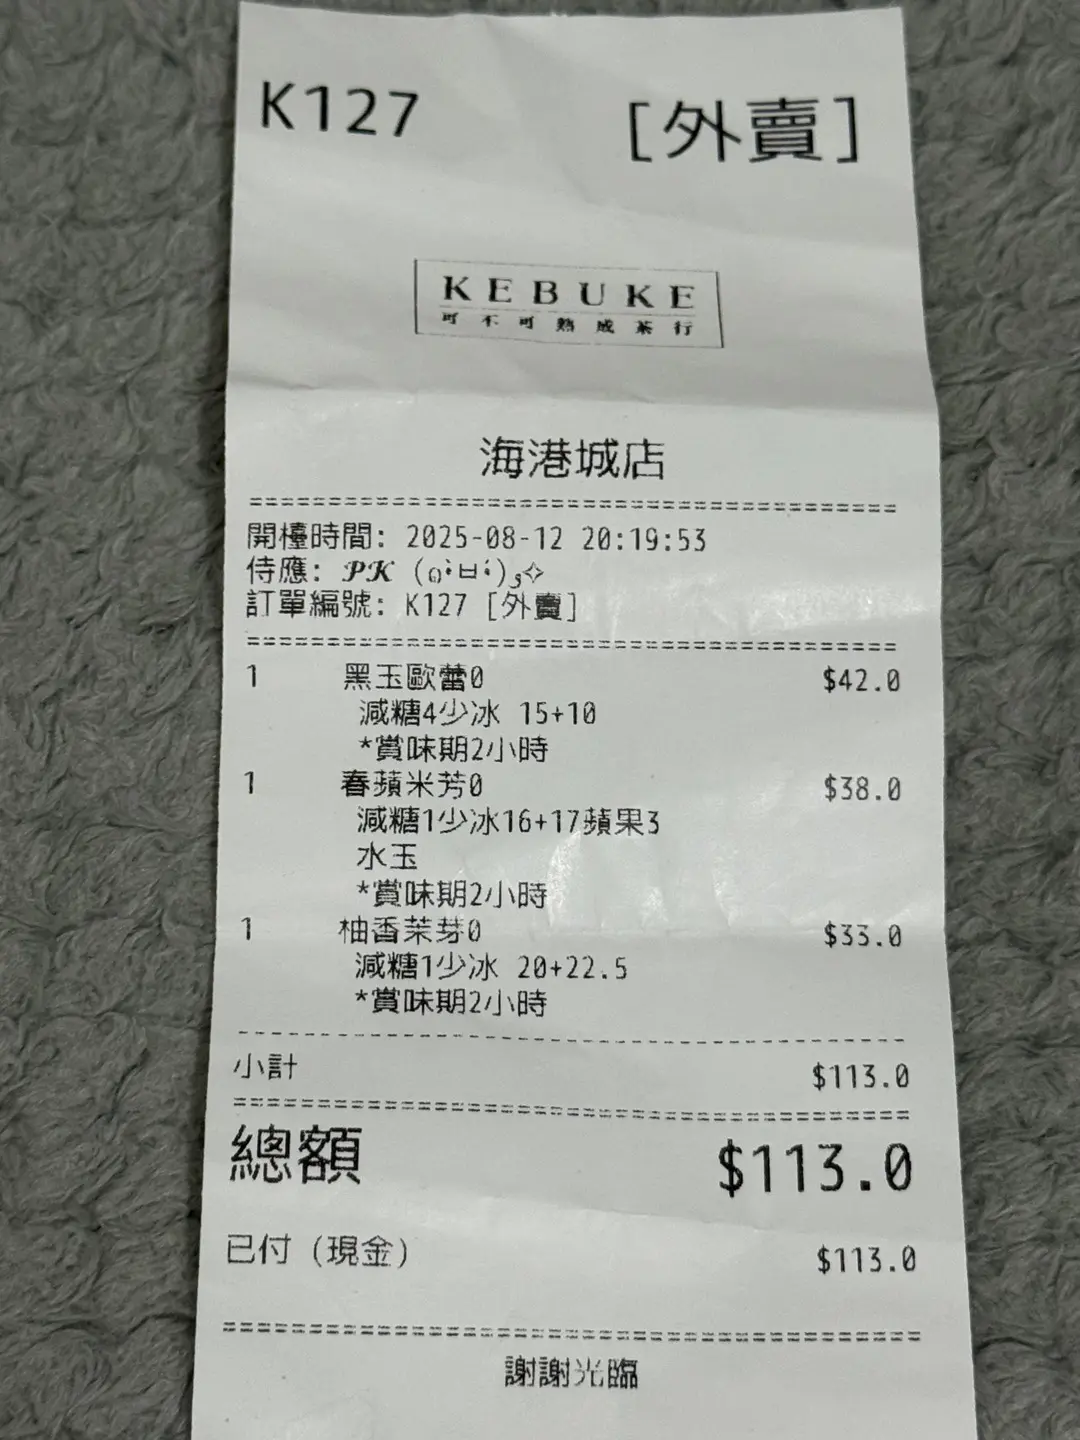 K127 [外賣]
KEBUKE
可不可熟成茶行
海港城店
開檯時間: 2025-08-12 20:19:53
侍應: 𝓟𝓚 (ด꒪ㅂ꒪)و✧
訂單編號: K127 [外賣]
1 黑玉歐蕾0 $42.0
減糖4少冰 15+10
*賞味期2小時
1 春蘋米芳0 $38.0
減糖1少冰16+17蘋果3
水玉
*賞味期2小時
1 柚香茉芽0 $33.0
減糖1少冰 20+22.5
*賞味期2小時
小計 $113.0
總額 $113.0
已付 (現金) $113.0
謝謝光臨